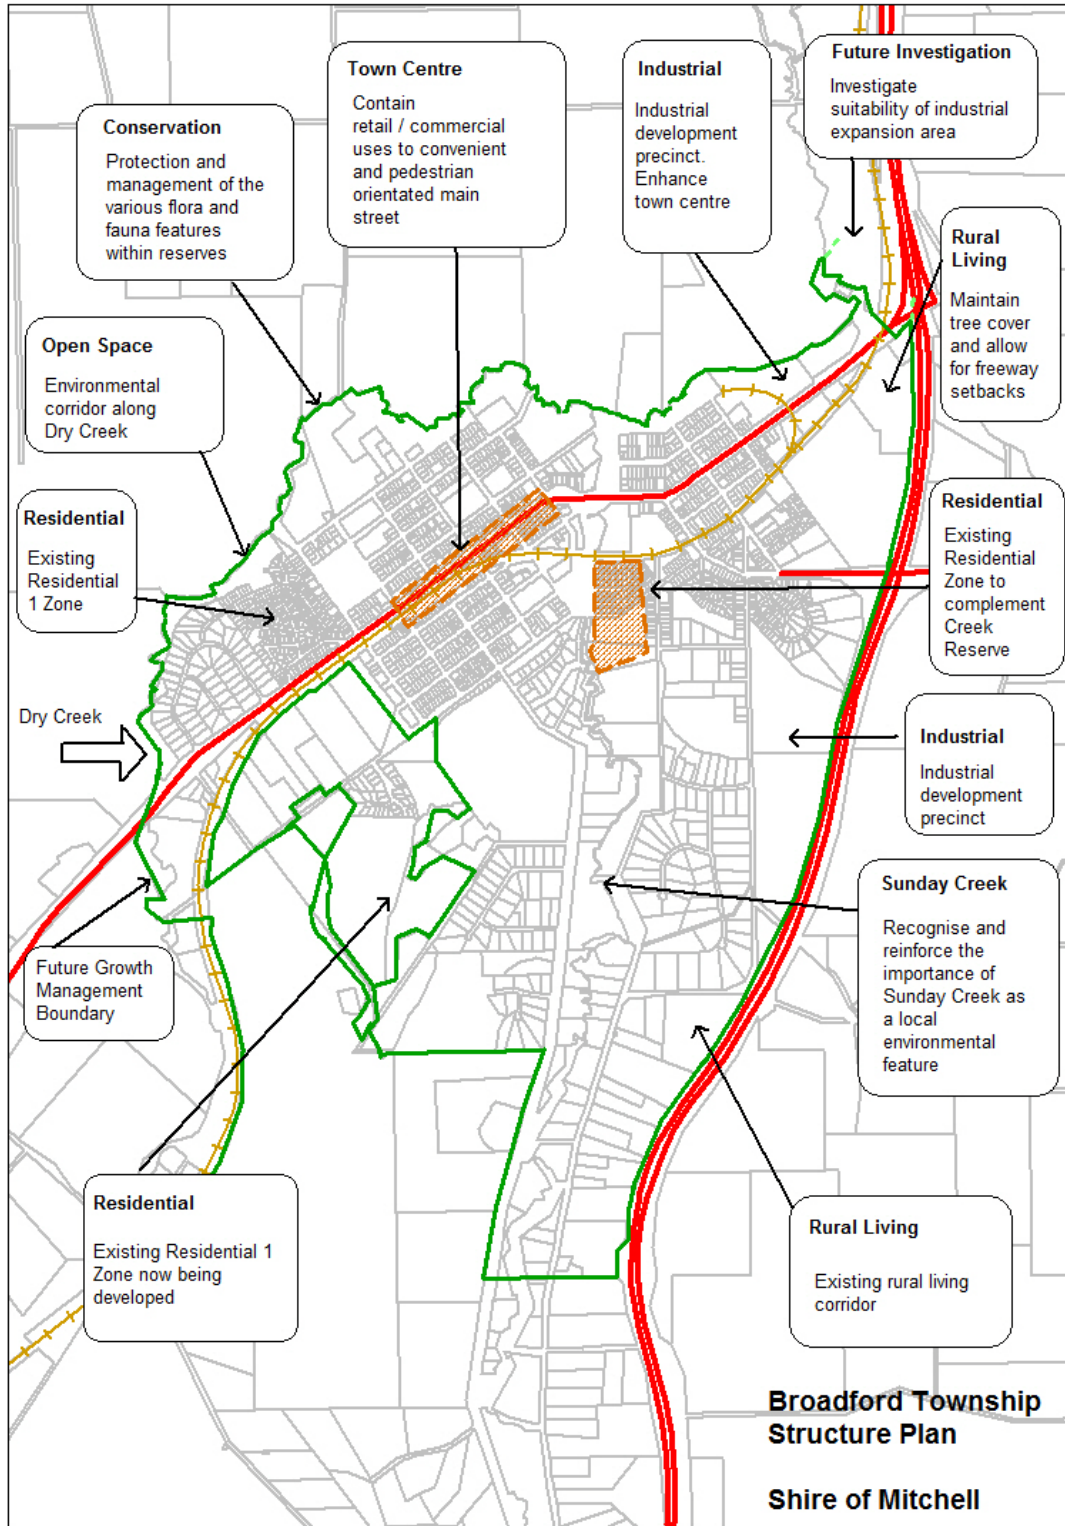 Future Investigation
Investigate
suitability of industrial
expansion area
Town Centre
Contain
retail / commercial
uses to convenient
and pedestrian
orientated main
street
Industrial
Industrial
development
precinct.
Enhance
town centre
Conservation
Protection and
management of the
various flora and
fauna features
within reserves
Rural
Living
Maintain
tree cover
and allow
for freeway
setbacks
Open Space
Environmental
corridor along
Dry Creek
Residential
Existing
Residential
1 Zone
Residential
Existing
Residential
Zone to
complement
Creek
Reserve
Dry Creek
Industrial
Industrial
development
precinct
Sunday Creek
Recognise and
reinforce the
importance of
Sunday Creek as
a local
environmental
feature
Future Growth
Management
Boundary
Residential
Existing Residential 1
Zone now being
developed
Rural Living
Existing rural living
corridor
Broadford Township
Structure Plan
Shire of Mitchell